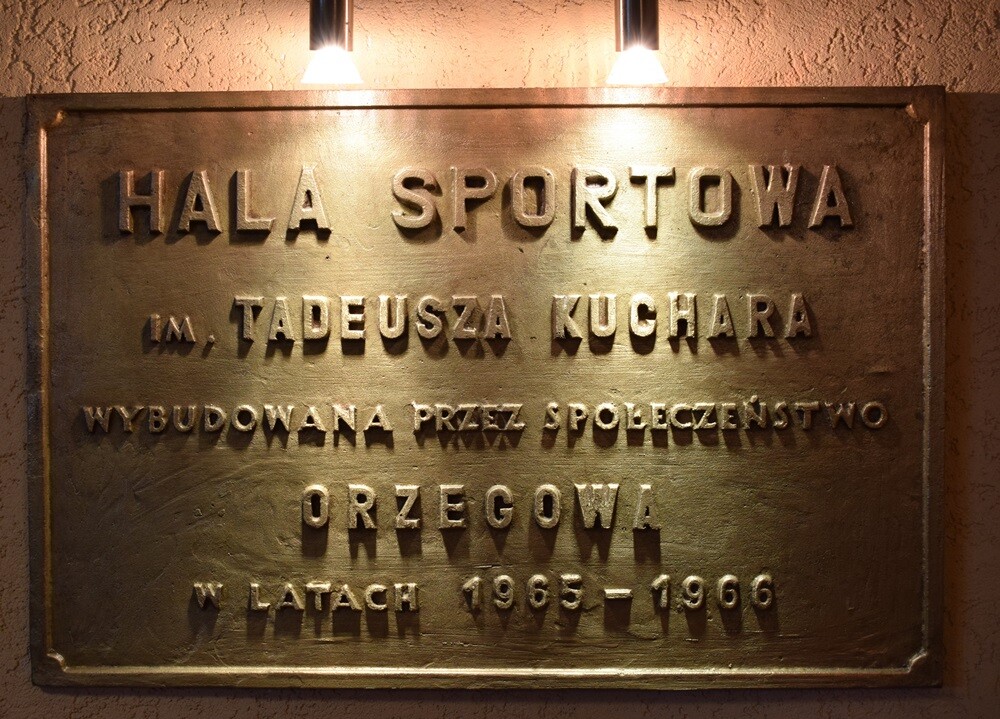 HALA SPORTOWA
im. TADEUSZA KUCHARA
WYBUDOWANA PRZEZ SPOŁECZEŃSTWO
ORZEGOWA
W LATACH 1965 - 1966